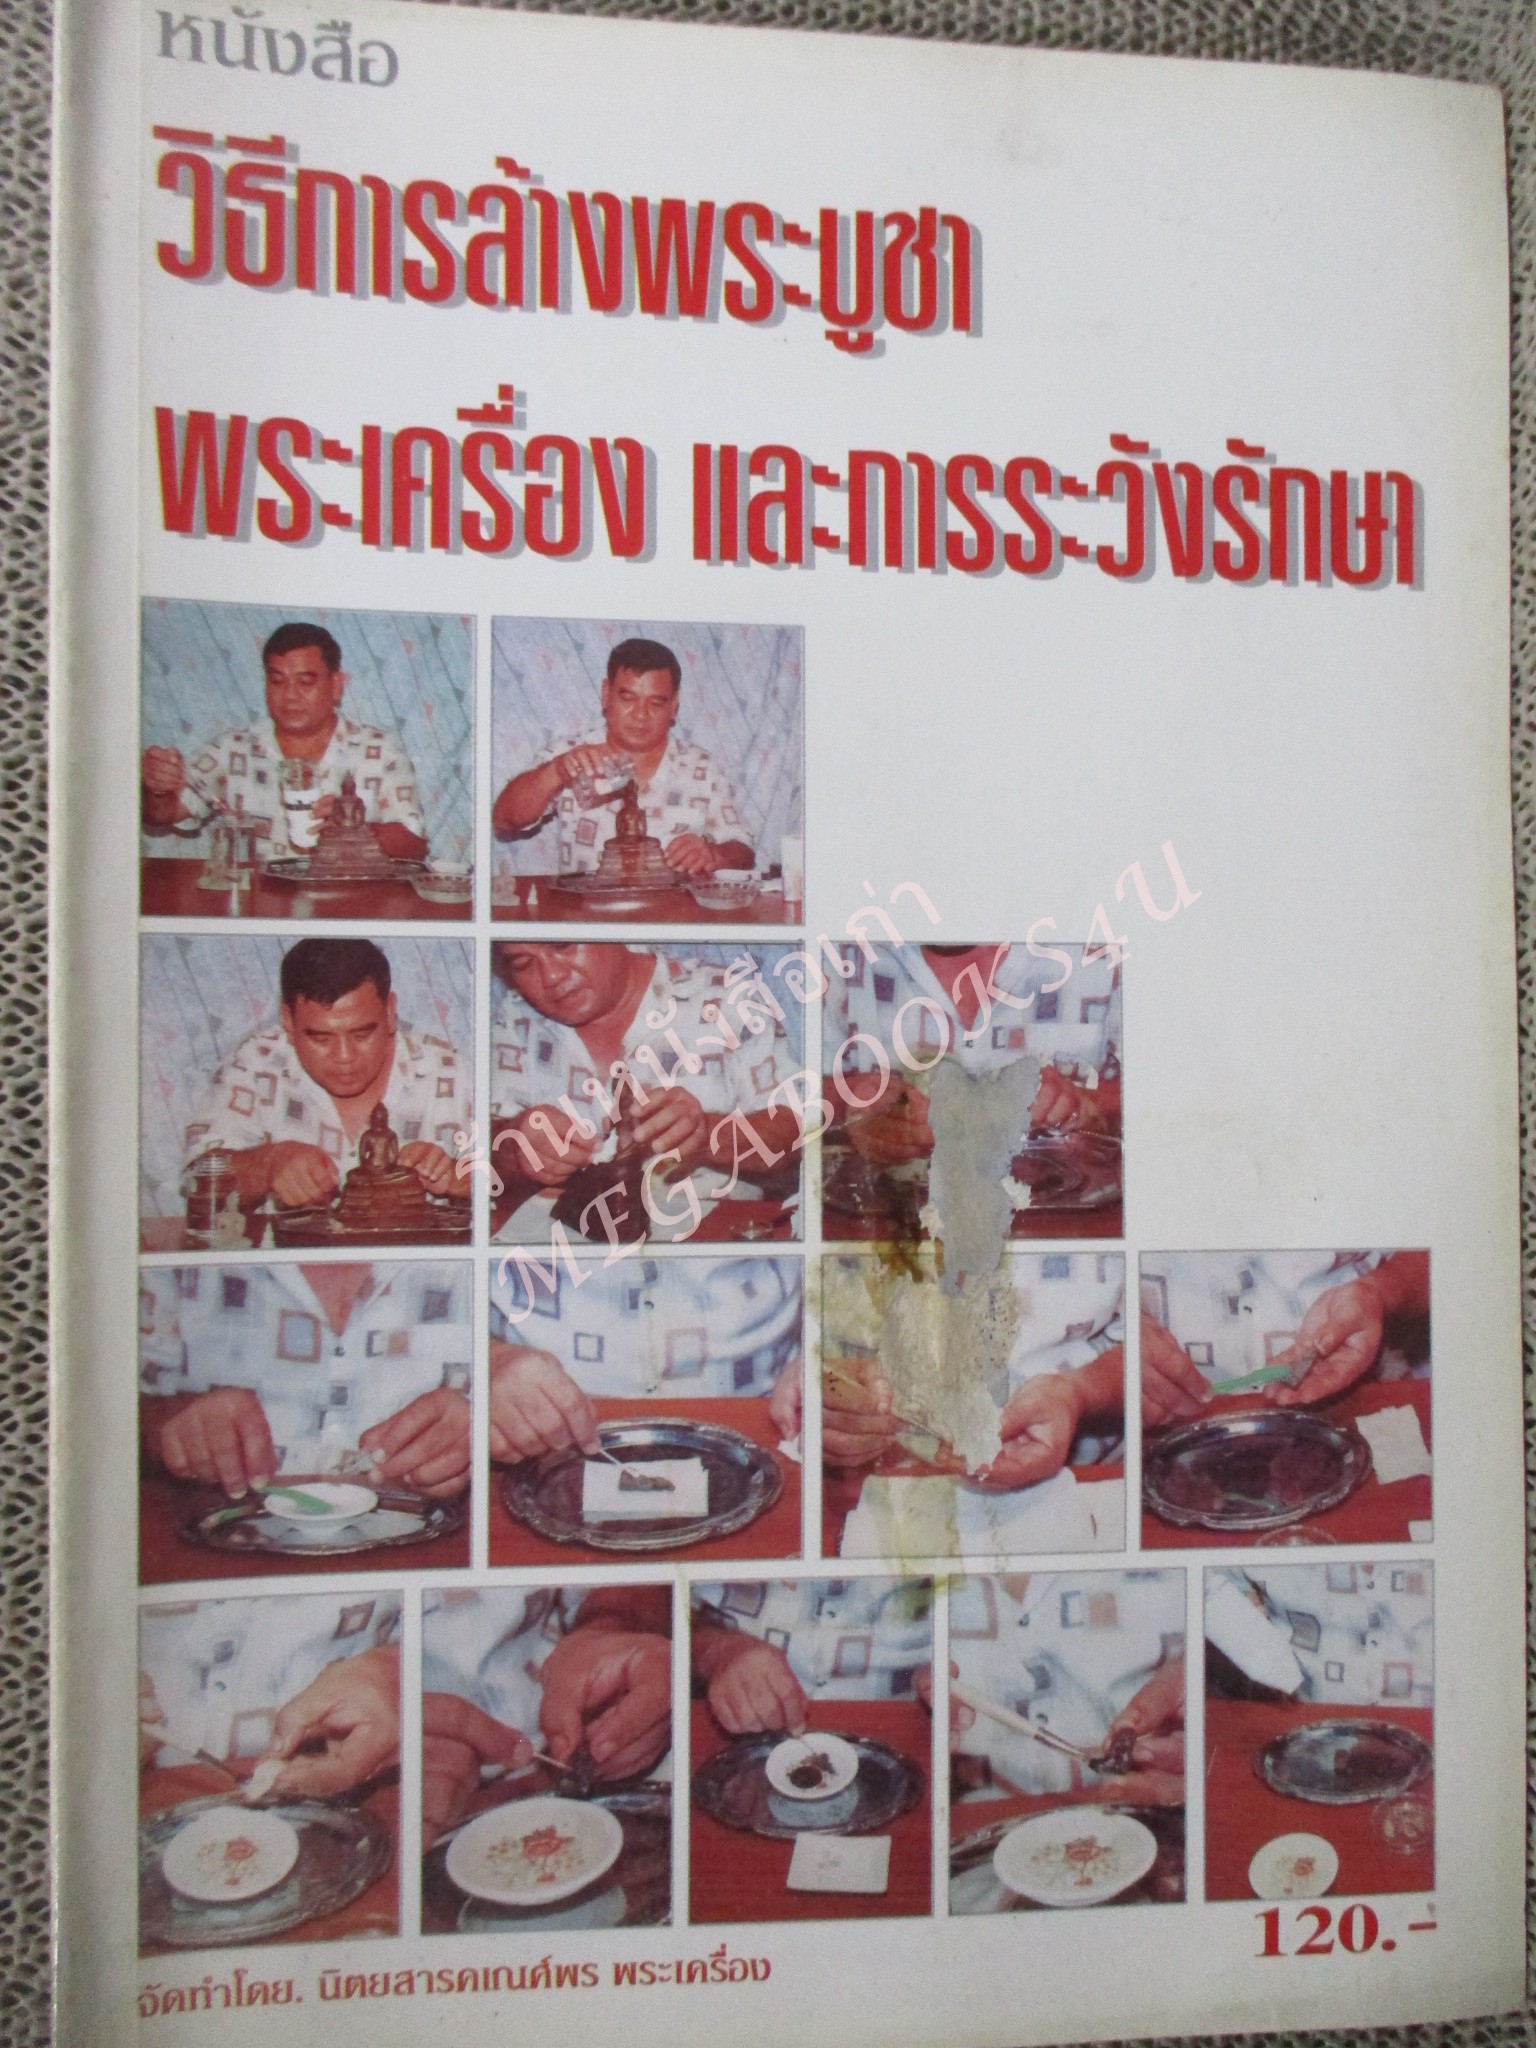 หนังสือ
วิธีการล้างพระบูชา
พระเครื่อง และการระวังรักษา
ร้านหนังสือเก่า
MEGABOOKS4U
120.-
จัดทำโดย. นิตยสารคเณศ์พร พระเครื่อง